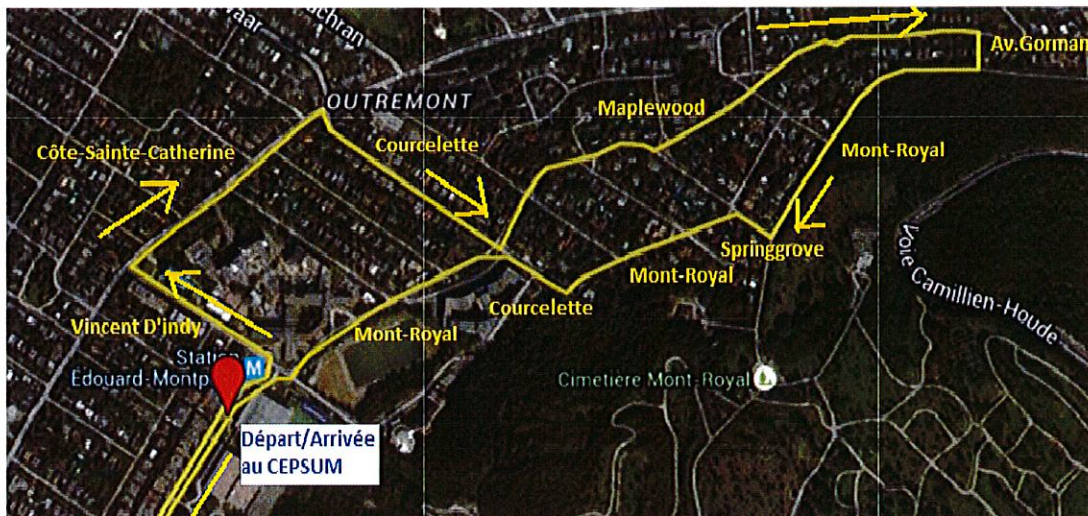 Av.Gorman
OUTREMONT
Maplewood
Côte-Sainte-Catherine
Courcelette
Mont-Royal
Voie Camillien-Houde
Springgrove
Mont-Royal
Courcelette
Vincent D'indy
Mont-Royal
Station
Édouard-Montp
M
Cimetière Mont-Royal
Départ/Arrivée
au CEPSUM